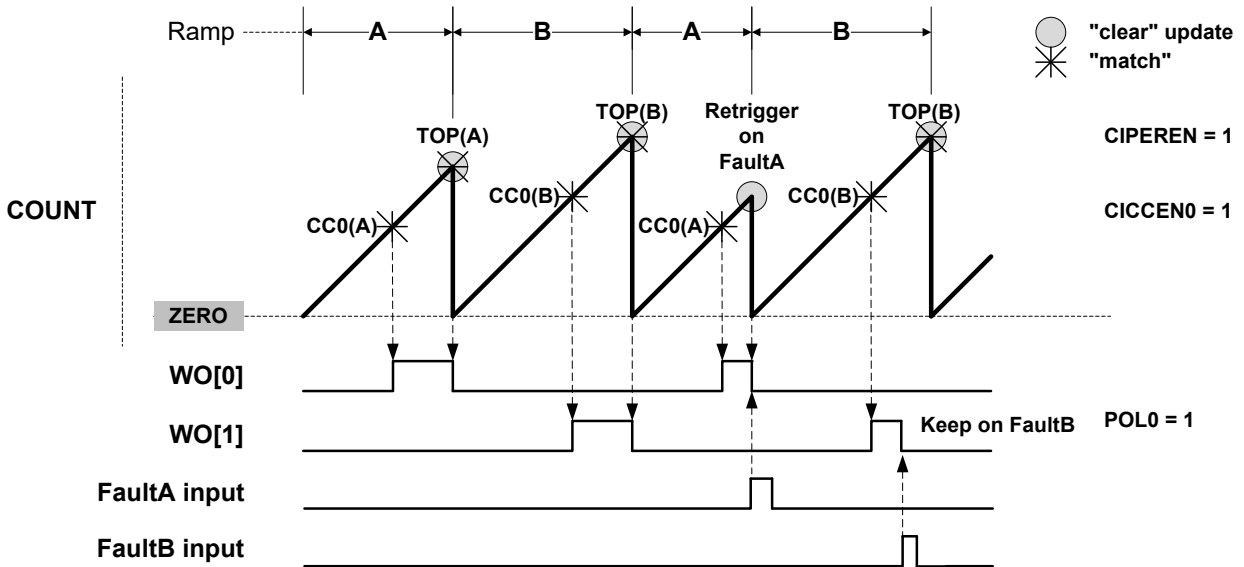 Ramp
A
B
A
B
"clear" update
"match"
TOP(A)
TOP(B)
Retrigger
on
FaultA
TOP(B)
CIPEREN = 1
COUNT
CC0(A)
CC0(B)
CC0(A)
CC0(B)
CICCEN0 = 1
ZERO
WO[0]
WO[1]
Keep on FaultB
POL0 = 1
FaultA input
FaultB input